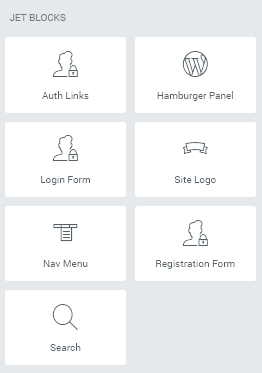 JET BLOCKS
Auth Links
Hamburger Panel
Login Form
Site Logo
Nav Menu
Registration Form
Search